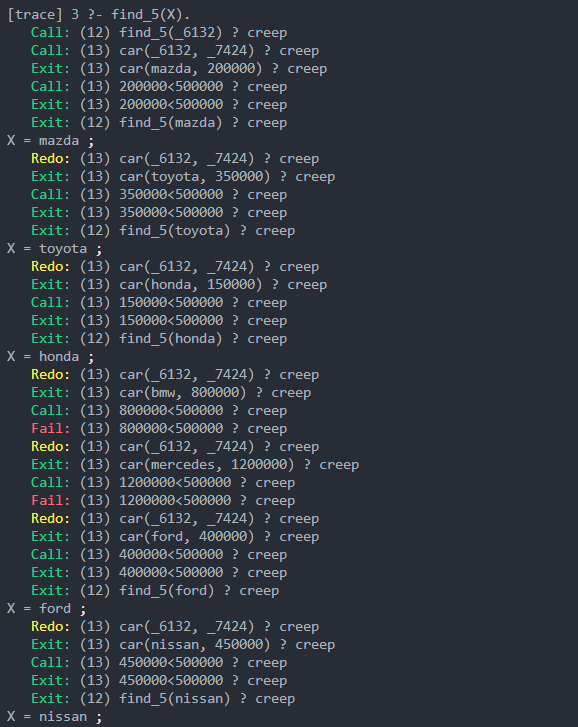 [trace] 3 ?- find_5(X).
   Call: (12) find_5(_6132) ? creep
   Call: (13) car(_6132, _7424) ? creep
   Exit: (13) car(mazda, 200000) ? creep
   Call: (13) 200000<500000 ? creep
   Exit: (13) 200000<500000 ? creep
   Exit: (12) find_5(mazda) ? creep
X = mazda ;
   Redo: (13) car(_6132, _7424) ? creep
   Exit: (13) car(toyota, 350000) ? creep
   Call: (13) 350000<500000 ? creep
   Exit: (13) 350000<500000 ? creep
   Exit: (12) find_5(toyota) ? creep
X = toyota ;
   Redo: (13) car(_6132, _7424) ? creep
   Exit: (13) car(honda, 150000) ? creep
   Call: (13) 150000<500000 ? creep
   Exit: (13) 150000<500000 ? creep
   Exit: (12) find_5(honda) ? creep
X = honda ;
   Redo: (13) car(_6132, _7424) ? creep
   Exit: (13) car(bmw, 800000) ? creep
   Call: (13) 800000<500000 ? creep
   Fail: (13) 800000<500000 ? creep
   Redo: (13) car(_6132, _7424) ? creep
   Exit: (13) car(mercedes, 1200000) ? creep
   Call: (13) 1200000<500000 ? creep
   Fail: (13) 1200000<500000 ? creep
   Redo: (13) car(_6132, _7424) ? creep
   Exit: (13) car(ford, 400000) ? creep
   Call: (13) 400000<500000 ? creep
   Exit: (13) 400000<500000 ? creep
   Exit: (12) find_5(ford) ? creep
X = ford ;
   Redo: (13) car(_6132, _7424) ? creep
   Exit: (13) car(nissan, 450000) ? creep
   Call: (13) 450000<500000 ? creep
   Exit: (13) 450000<500000 ? creep
   Exit: (12) find_5(nissan) ? creep
X = nissan ;